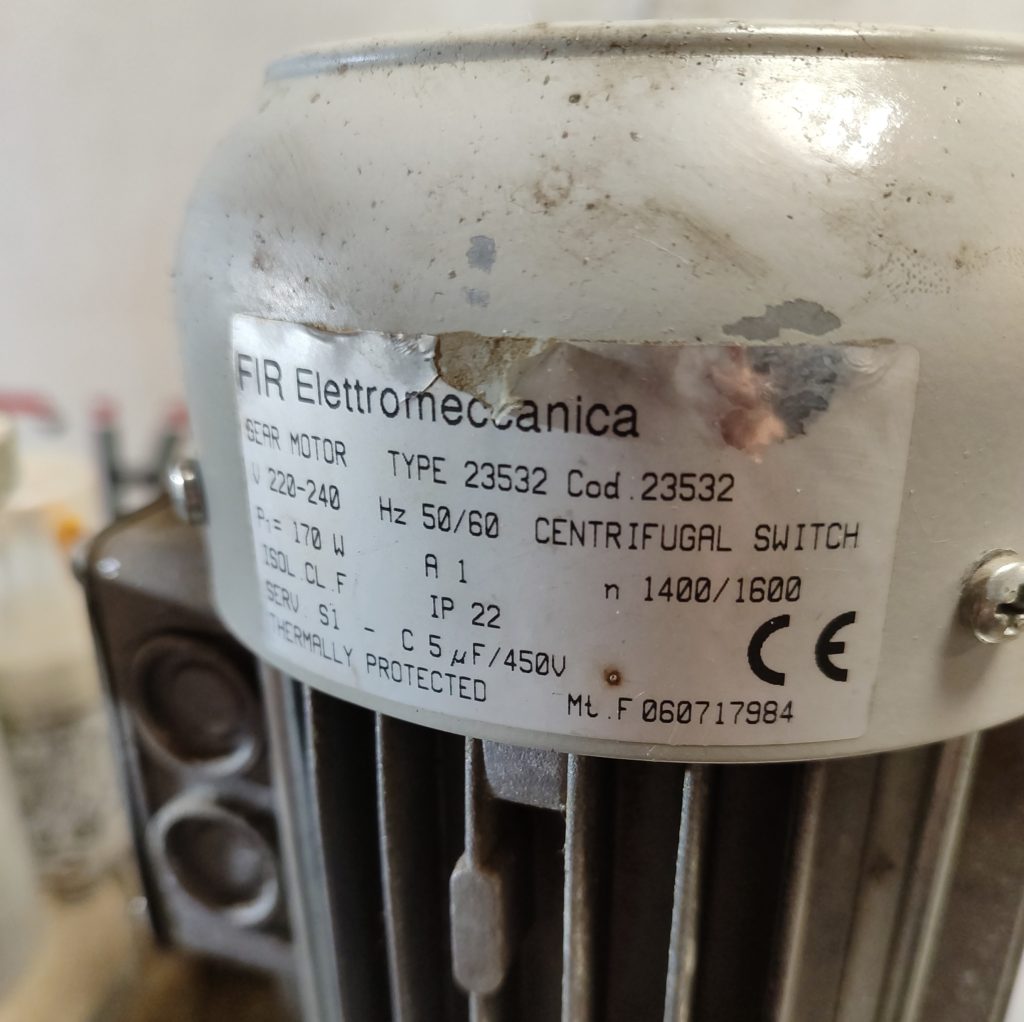 FIR Elettromeccanica
GEAR MOTOR TYPE 23532 Cod.23532
V 220-240 Hz 50/60 CENTRIFUGAL SWITCH
P1= 170 W A 1 n 1400/1600
ISOL.CL.F IP 22
SERV. S1 - C 5 µF/450V CE
THERMALLY PROTECTED Mt.F 060717984